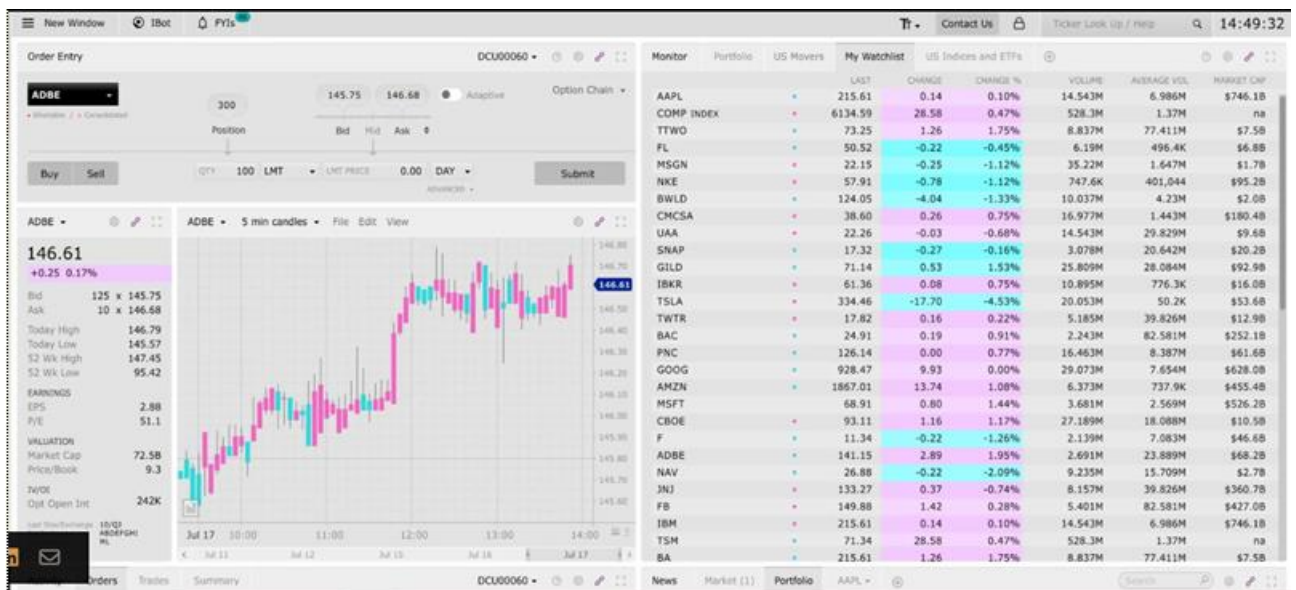 New Window IBot FYIs Contact Us Ticker Look Up / Help 14:49:32
Order Entry DCU00060
ADBE
300
145.75 146.68 Adaptive
Option Chain
Position
Bid Mid Ask
Buy Sell
QTY 100 LMT LMT PRICE 0.00 DAY
Submit
ADVANCED
ADBE
146.61
+0.25 0.17%
Bid 125 x 145.75
Ask 10 x 146.68
Today High 146.79
Today Low 145.57
52 Wk High 147.45
52 Wk Low 95.42
EARNINGS
EPS 2.88
P/E 51.1
VALUATION
Market Cap 72.5B
Price/Book 9.3
IV/OI
Opt Open Int 242K
10/Q3
ADBE 5 min candles File Edit View
146.80
146.70
146.61
146.50
146.40
146.30
146.20
146.10
146.00
145.90
145.80
145.70
145.60
Jul 17 10:00 11:00 12:00 13:00 14:00
Jul 11 Jul 12 Jul 15 Jul 16 Jul 17
Orders Trades Summary DCU00060
Monitor Portfolio US Movers My Watchlist US Indices and ETFs
LAST CHANGE CHANGE % VOLUME AVERAGE VOL MARKET CAP
AAPL 215.61 0.14 0.10% 14.543M 6.986M $746.1B
COMP INDEX 6134.59 28.58 0.47% 528.3M 1.37M na
TTWO 73.25 1.26 1.75% 8.837M 77.411M $7.5B
FL 50.52 -0.22 -0.45% 6.19M 496.4K $6.8B
MSGN 22.15 -0.25 -1.12% 35.22M 1.647M $1.7B
NKE 57.91 -0.78 -1.12% 747.6K 401,044 $95.2B
BWLD 124.05 -4.04 -1.33% 10.037M 4.23M $2.0B
CMCSA 38.60 0.26 0.75% 16.977M 1.443M $180.4B
UAA 22.26 -0.03 -0.68% 14.543M 29.829M $9.6B
SNAP 17.32 -0.27 -0.16% 3.078M 20.642M $20.2B
GILD 71.14 0.53 1.53% 25.809M 28.084M $92.9B
IBKR 61.36 0.08 0.75% 10.895M 776.3K $16.0B
TSLA 334.46 -17.70 -4.53% 20.053M 50.2K $53.6B
TWTR 17.82 0.16 0.22% 5.185M 39.826M $12.9B
BAC 24.91 0.19 0.91% 2.243M 82.581M $252.1B
PNC 126.14 0.00 0.77% 16.463M 8.387M $61.6B
GOOG 928.47 9.93 0.00% 29.073M 7.654M $628.0B
AMZN 1867.01 13.74 1.08% 6.373M 737.9K $455.4B
MSFT 68.91 0.80 1.44% 3.681M 2.569M $526.2B
CBOE 93.11 1.16 1.17% 27.189M 18.088M $10.5B
F 11.34 -0.22 -1.26% 2.139M 7.083M $46.6B
ADBE 141.15 2.89 1.95% 2.691M 23.889M $68.2B
NAV 26.88 -0.22 -2.09% 9.235M 15.709M $2.7B
JNJ 133.27 0.37 -0.74% 8.157M 39.826M $360.7B
FB 149.88 1.42 0.28% 5.401M 82.581M $427.0B
IBM 215.61 0.14 0.10% 14.543M 6.986M $746.1B
TSM 71.34 28.58 0.47% 528.3M 1.37M na
BA 215.61 1.26 1.75% 8.837M 77.411M $7.5B
News Market (1) Portfolio AAPL Search